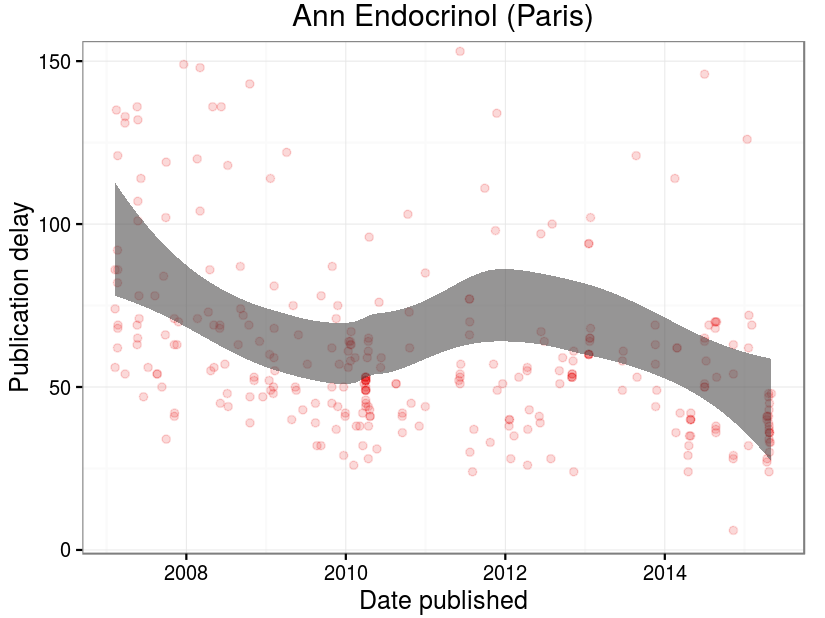 Ann Endocrinol (Paris)
150
100
50
0
Publication delay
2008 2010 2012 2014
Date published